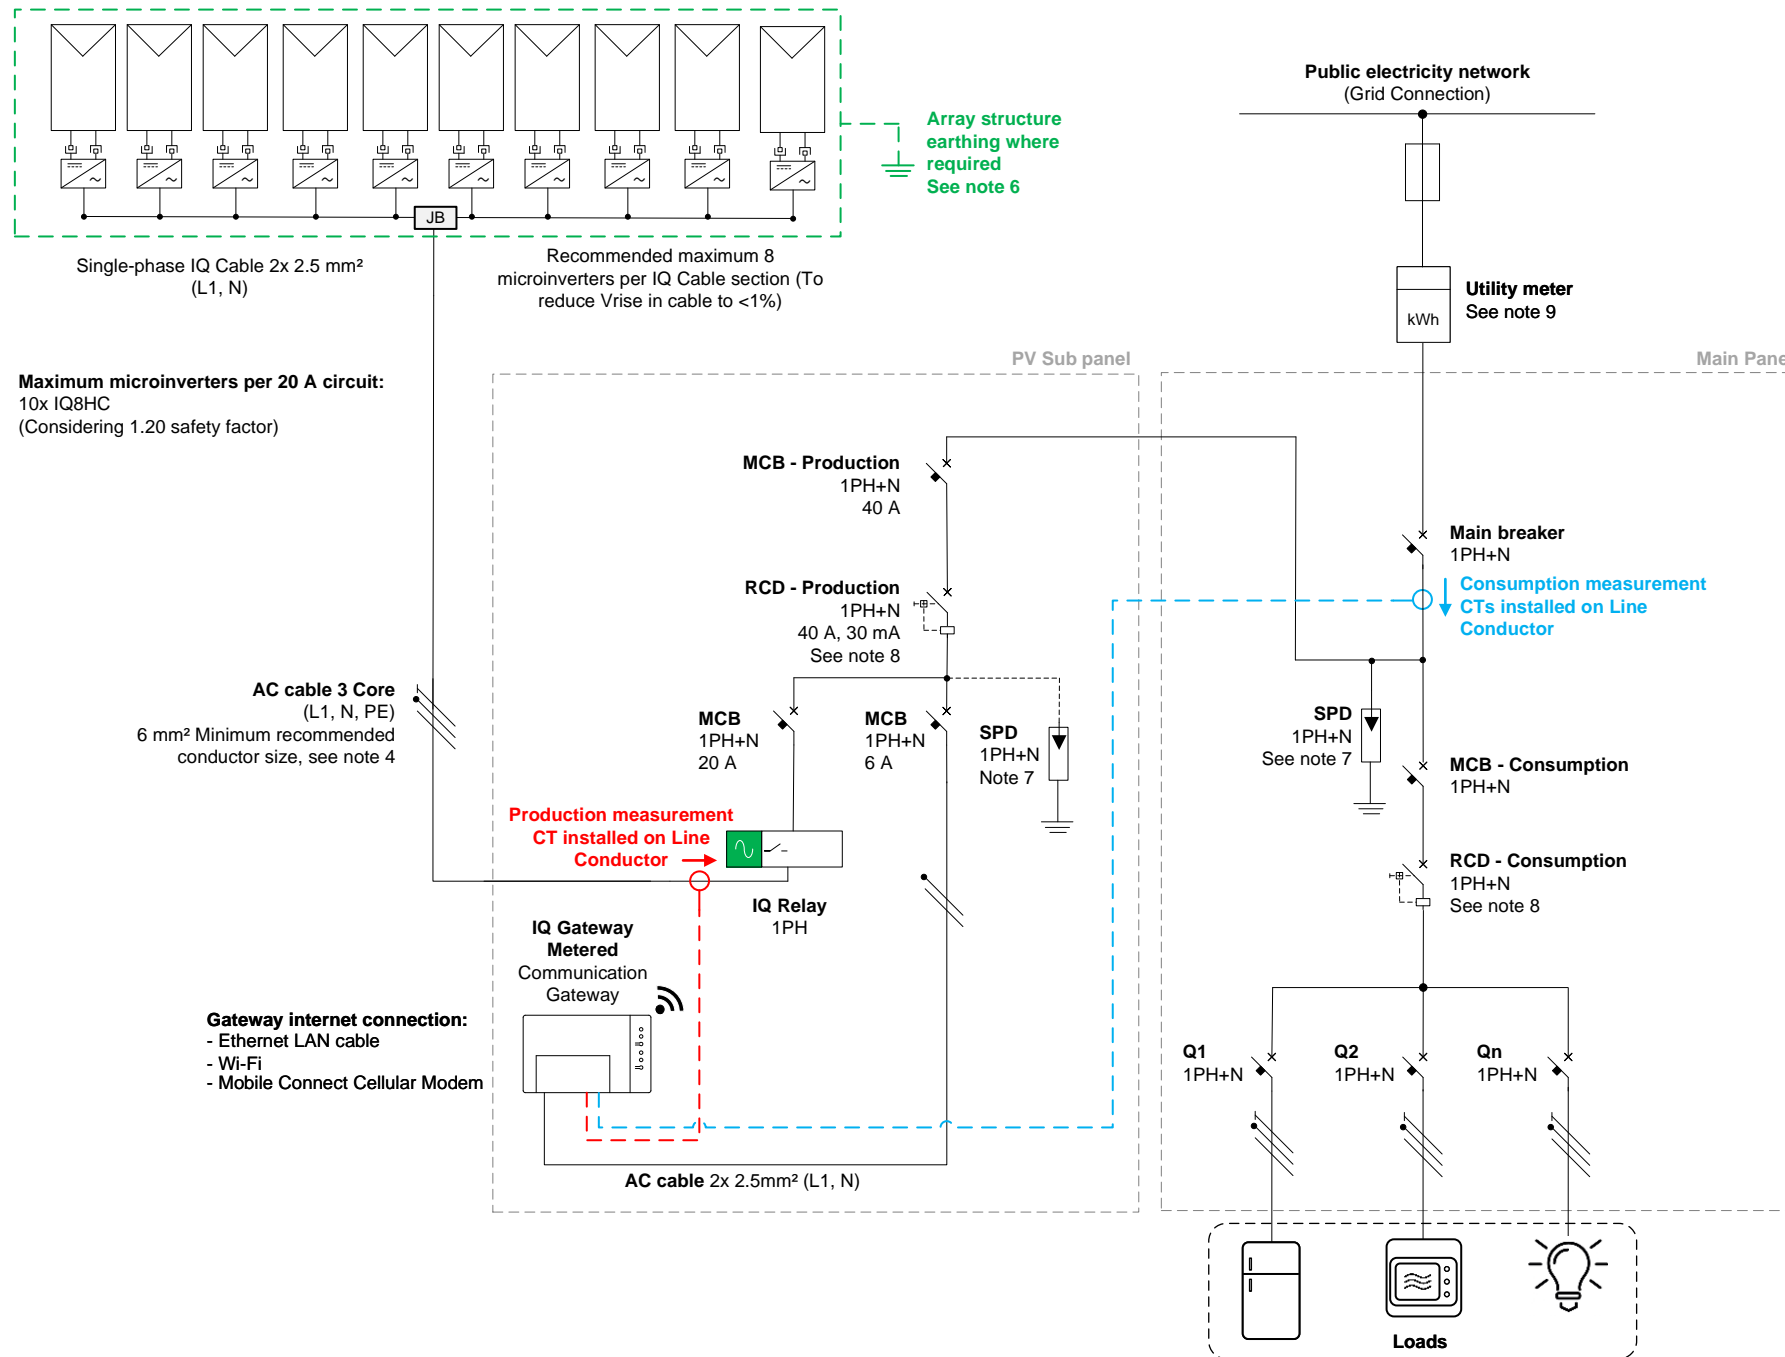 Public electricity network
(Grid Connection)
Array structure
earthing where
required
See note 6
JB
Single-phase IQ Cable 2x 2.5 mm²
(L1, N)
Recommended maximum 8
microinverters per IQ Cable section (To
reduce Vrise in cable to <1%)
Utility meter
See note 9
kWh
PV Sub panel
Main Pane
Maximum microinverters per 20 A circuit:
10x IQ8HC
(Considering 1.20 safety factor)
MCB - Production
1PH+N
40 A
Main breaker
1PH+N
RCD - Production
1PH+N
40 A, 30 mA
See note 8
Consumption measurement
CTs installed on Line
Conductor
AC cable 3 Core
(L1, N, PE)
6 mm² Minimum recommended
conductor size, see note 4
MCB
1PH+N
20 A
MCB
1PH+N
6 A
SPD
1PH+N
Note 7
SPD
1PH+N
See note 7
MCB - Consumption
1PH+N
Production measurement
CT installed on Line
Conductor
IQ Relay
1PH
RCD - Consumption
1PH+N
See note 8
IQ Gateway
Metered
Communication
Gateway
Gateway internet connection:
- Ethernet LAN cable
- Wi-Fi
- Mobile Connect Cellular Modem
Q1
1PH+N
Q2
1PH+N
Qn
1PH+N
AC cable 2x 2.5mm² (L1, N)
Loads